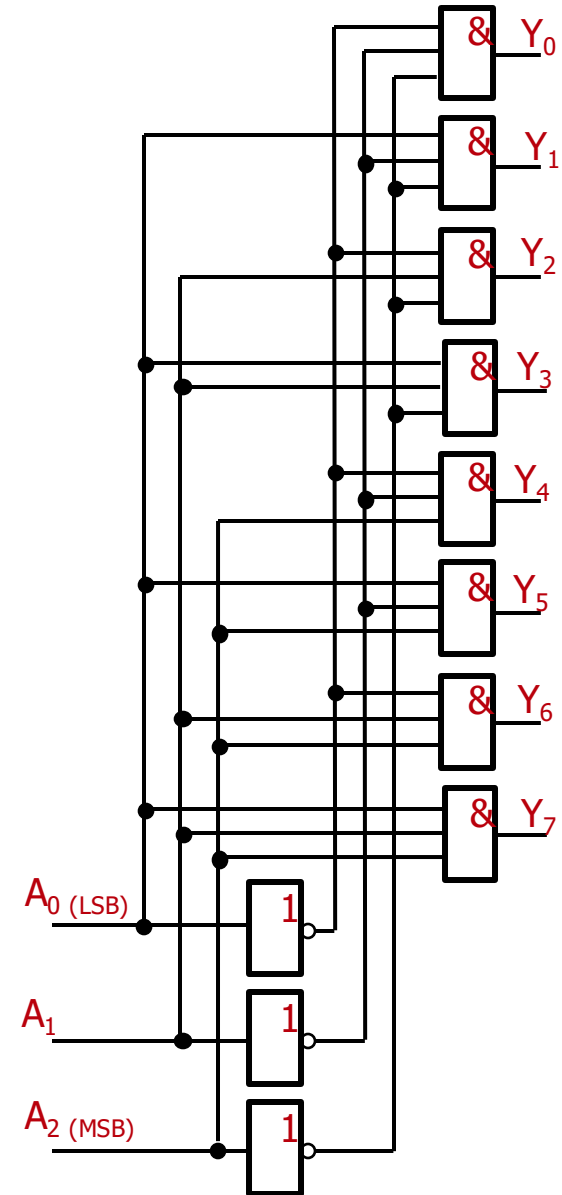 & Y0
& Y1
& Y2
& Y3
& Y4
& Y5
& Y6
& Y7
A0 (LSB) 1
A1 1
A2 (MSB) 1